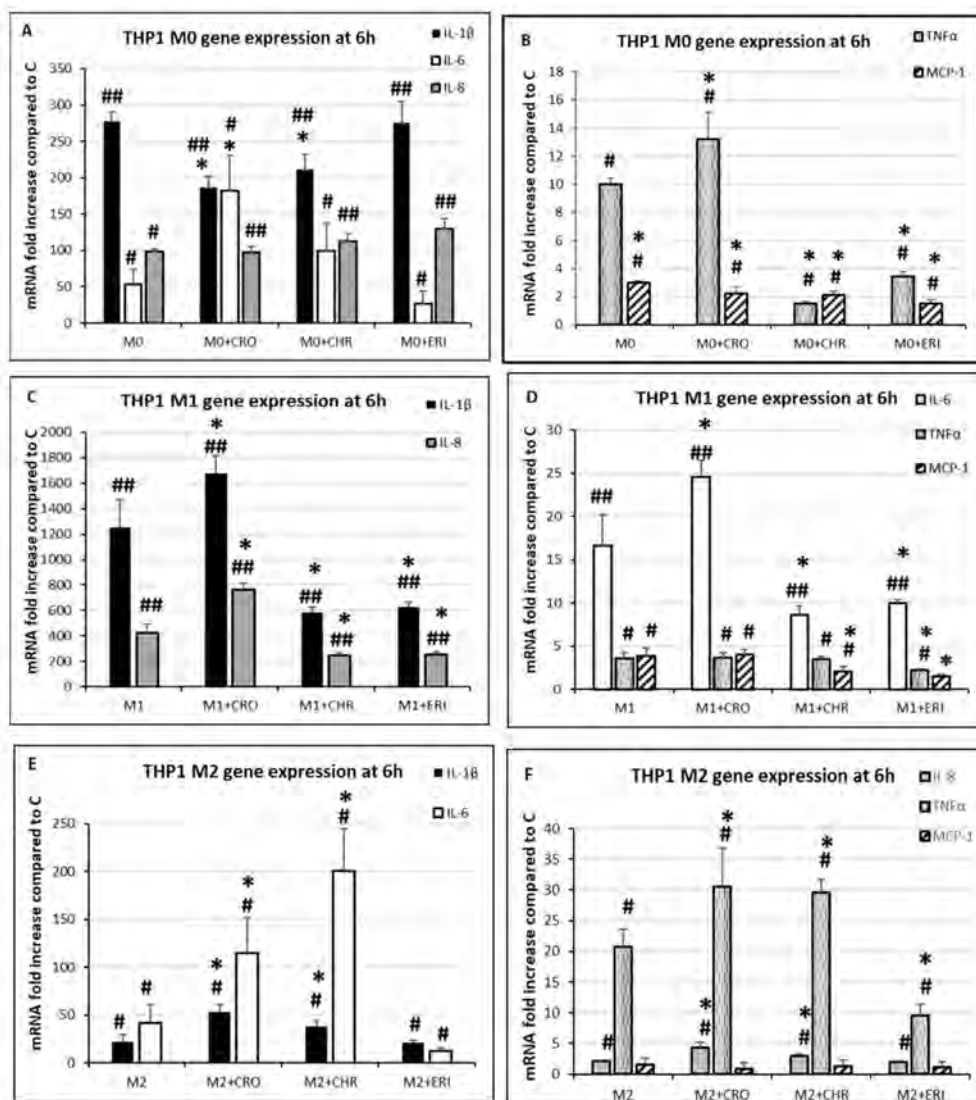 A
THP1 M0 gene expression at 6h
IL-1β
IL-6
IL-8
mRNA fold increase compared to C
350
300
250
200
150
100
50
0
##
#
#
##
*
#
*
##
##
*
#
##
##
#
##
M0
M0+CRO
M0+CHR
M0+ERI
B
THP1 M0 gene expression at 6h
TNFα
MCP-1
mRNA fold increase compared to C
18
16
14
12
10
8
6
4
2
0
#
*
#
*
#
*
#
*
#
*
#
*
#
*
#
M0
M0+CRO
M0+CHR
M0+ERI
C
THP1 M1 gene expression at 6h
IL-1β
IL-8
mRNA fold increase compared to C
2000
1800
1600
1400
1200
1000
800
600
400
200
0
##
##
*
##
*
##
*
##
*
##
*
##
*
##
M1
M1+CRO
M1+CHR
M1+ERI
D
THP1 M1 gene expression at 6h
IL-6
TNFα
MCP-1
mRNA fold increase compared to C
30
25
20
15
10
5
0
##
#
#
*
##
#
#
*
##
#
*
#
*
##
*
#
*
M1
M1+CRO
M1+CHR
M1+ERI
E
THP1 M2 gene expression at 6h
IL-1β
IL-6
mRNA fold increase compared to C
250
200
150
100
50
0
#
#
*
#
*
#
*
#
*
#
#
#
M2
M2+CRO
M2+CHR
M2+ERI
F
THP1 M2 gene expression at 6h
IL-8
TNFα
MCP-1
mRNA fold increase compared to C
40
35
30
25
20
15
10
5
0
#
#
*
#
*
#
*
#
*
#
#
*
#
M2
M2+CRO
M2+CHR
M2+ERI